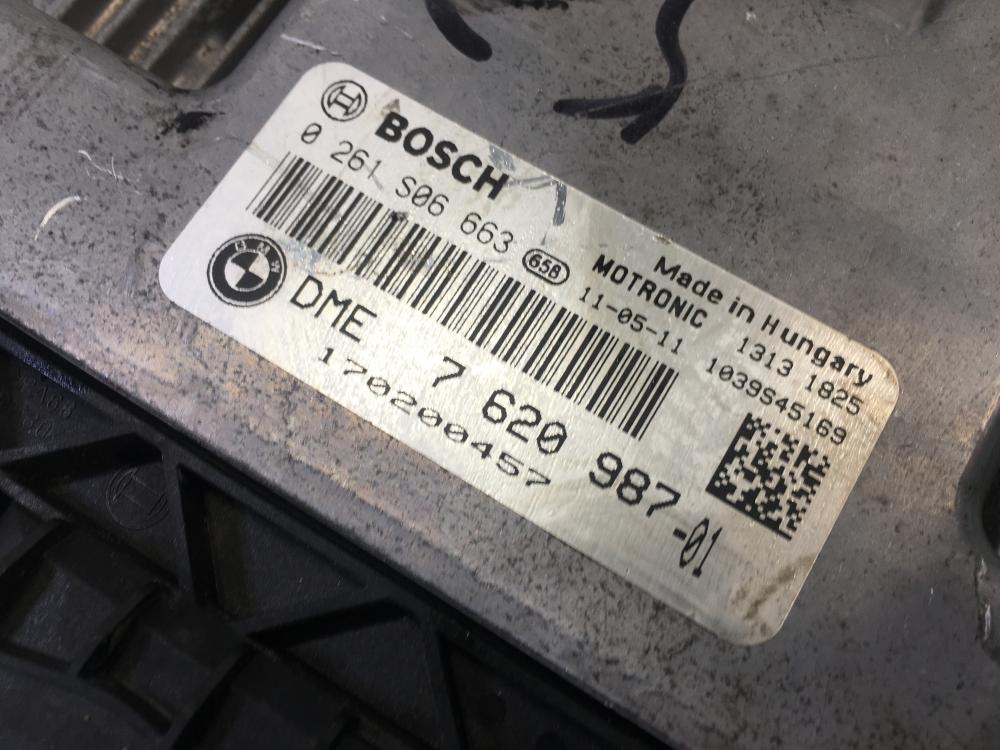 BOSCH
0 261 S06 663
658
Made in Hungary
MOTRONIC
11-05-11
1313 1825
1039S45169
BMW
DME 7 620 987-01
170200457